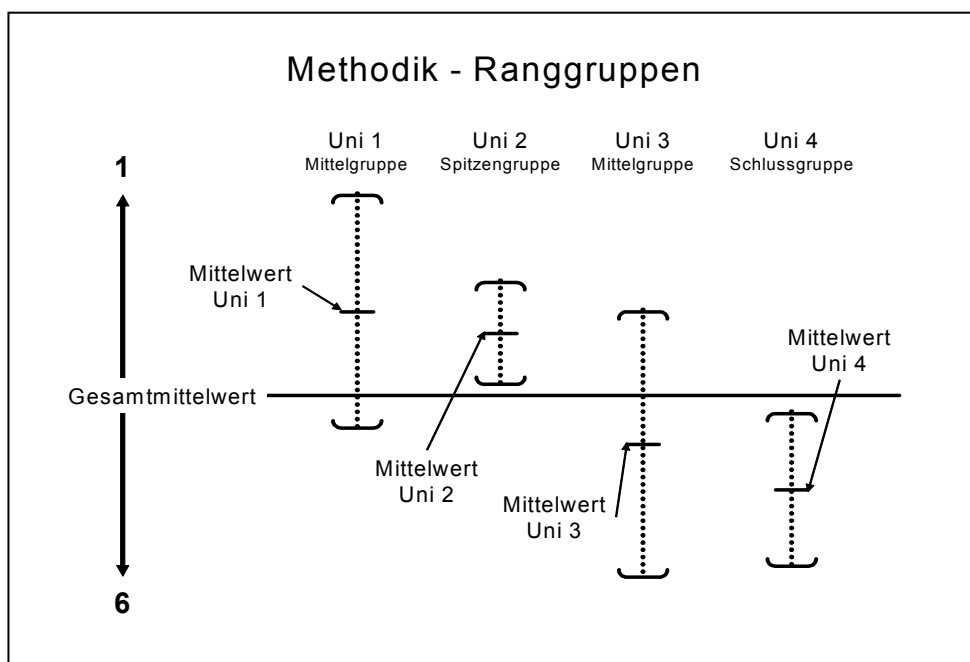 Methodik - Ranggruppen
Uni 1
Mittelgruppe
Uni 2
Spitzengruppe
Uni 3
Mittelgruppe
Uni 4
Schlussgruppe
1
Mittelwert
Uni 1
Mittelwert
Uni 4
Gesamtmittelwert
Mittelwert
Uni 2
Mittelwert
Uni 3
6